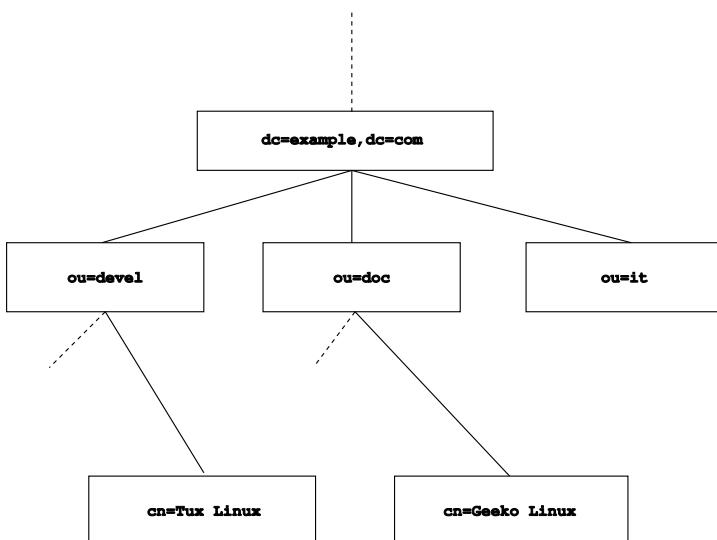 dc=example,dc=com
ou=devel
ou=doc
ou=it
cn=Tux Linux
cn=Geeko Linux